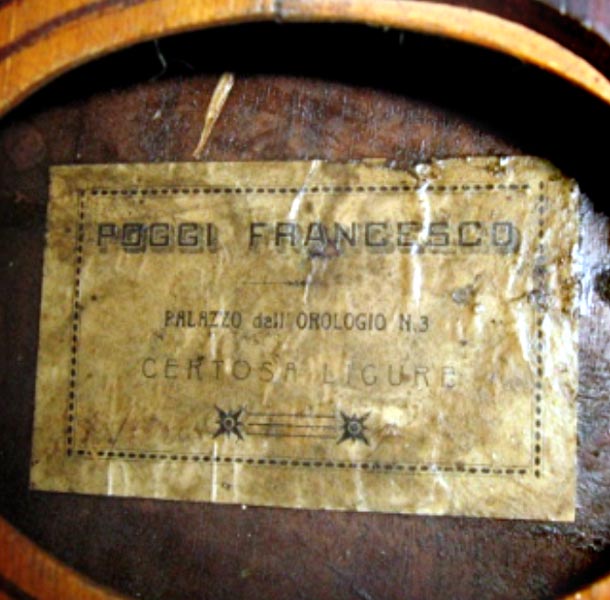 POGGI FRANCESCO
PALAZZO dell OROLOGIO N.3
CERTOSA LIGURE